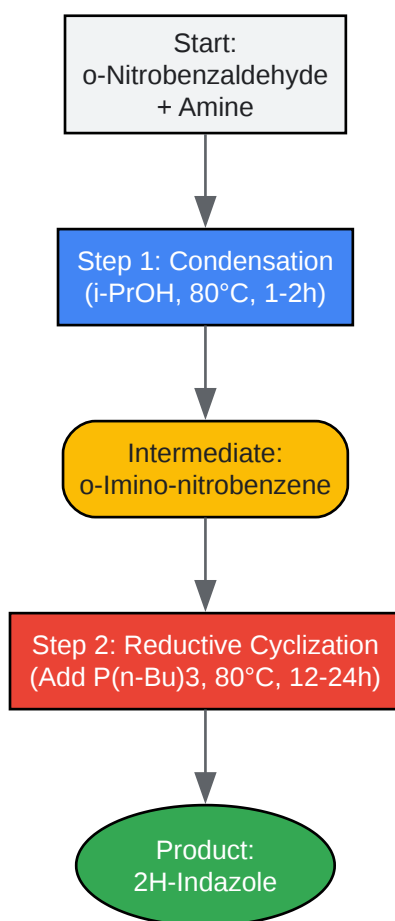 Start:
o-Nitrobenzaldehyde
+ Amine
Step 1: Condensation
(i-PrOH, 80°C, 1-2h)
Intermediate:
o-Imino-nitrobenzene
Step 2: Reductive Cyclization
(Add P(n-Bu)3, 80°C, 12-24h)
Product:
2H-Indazole